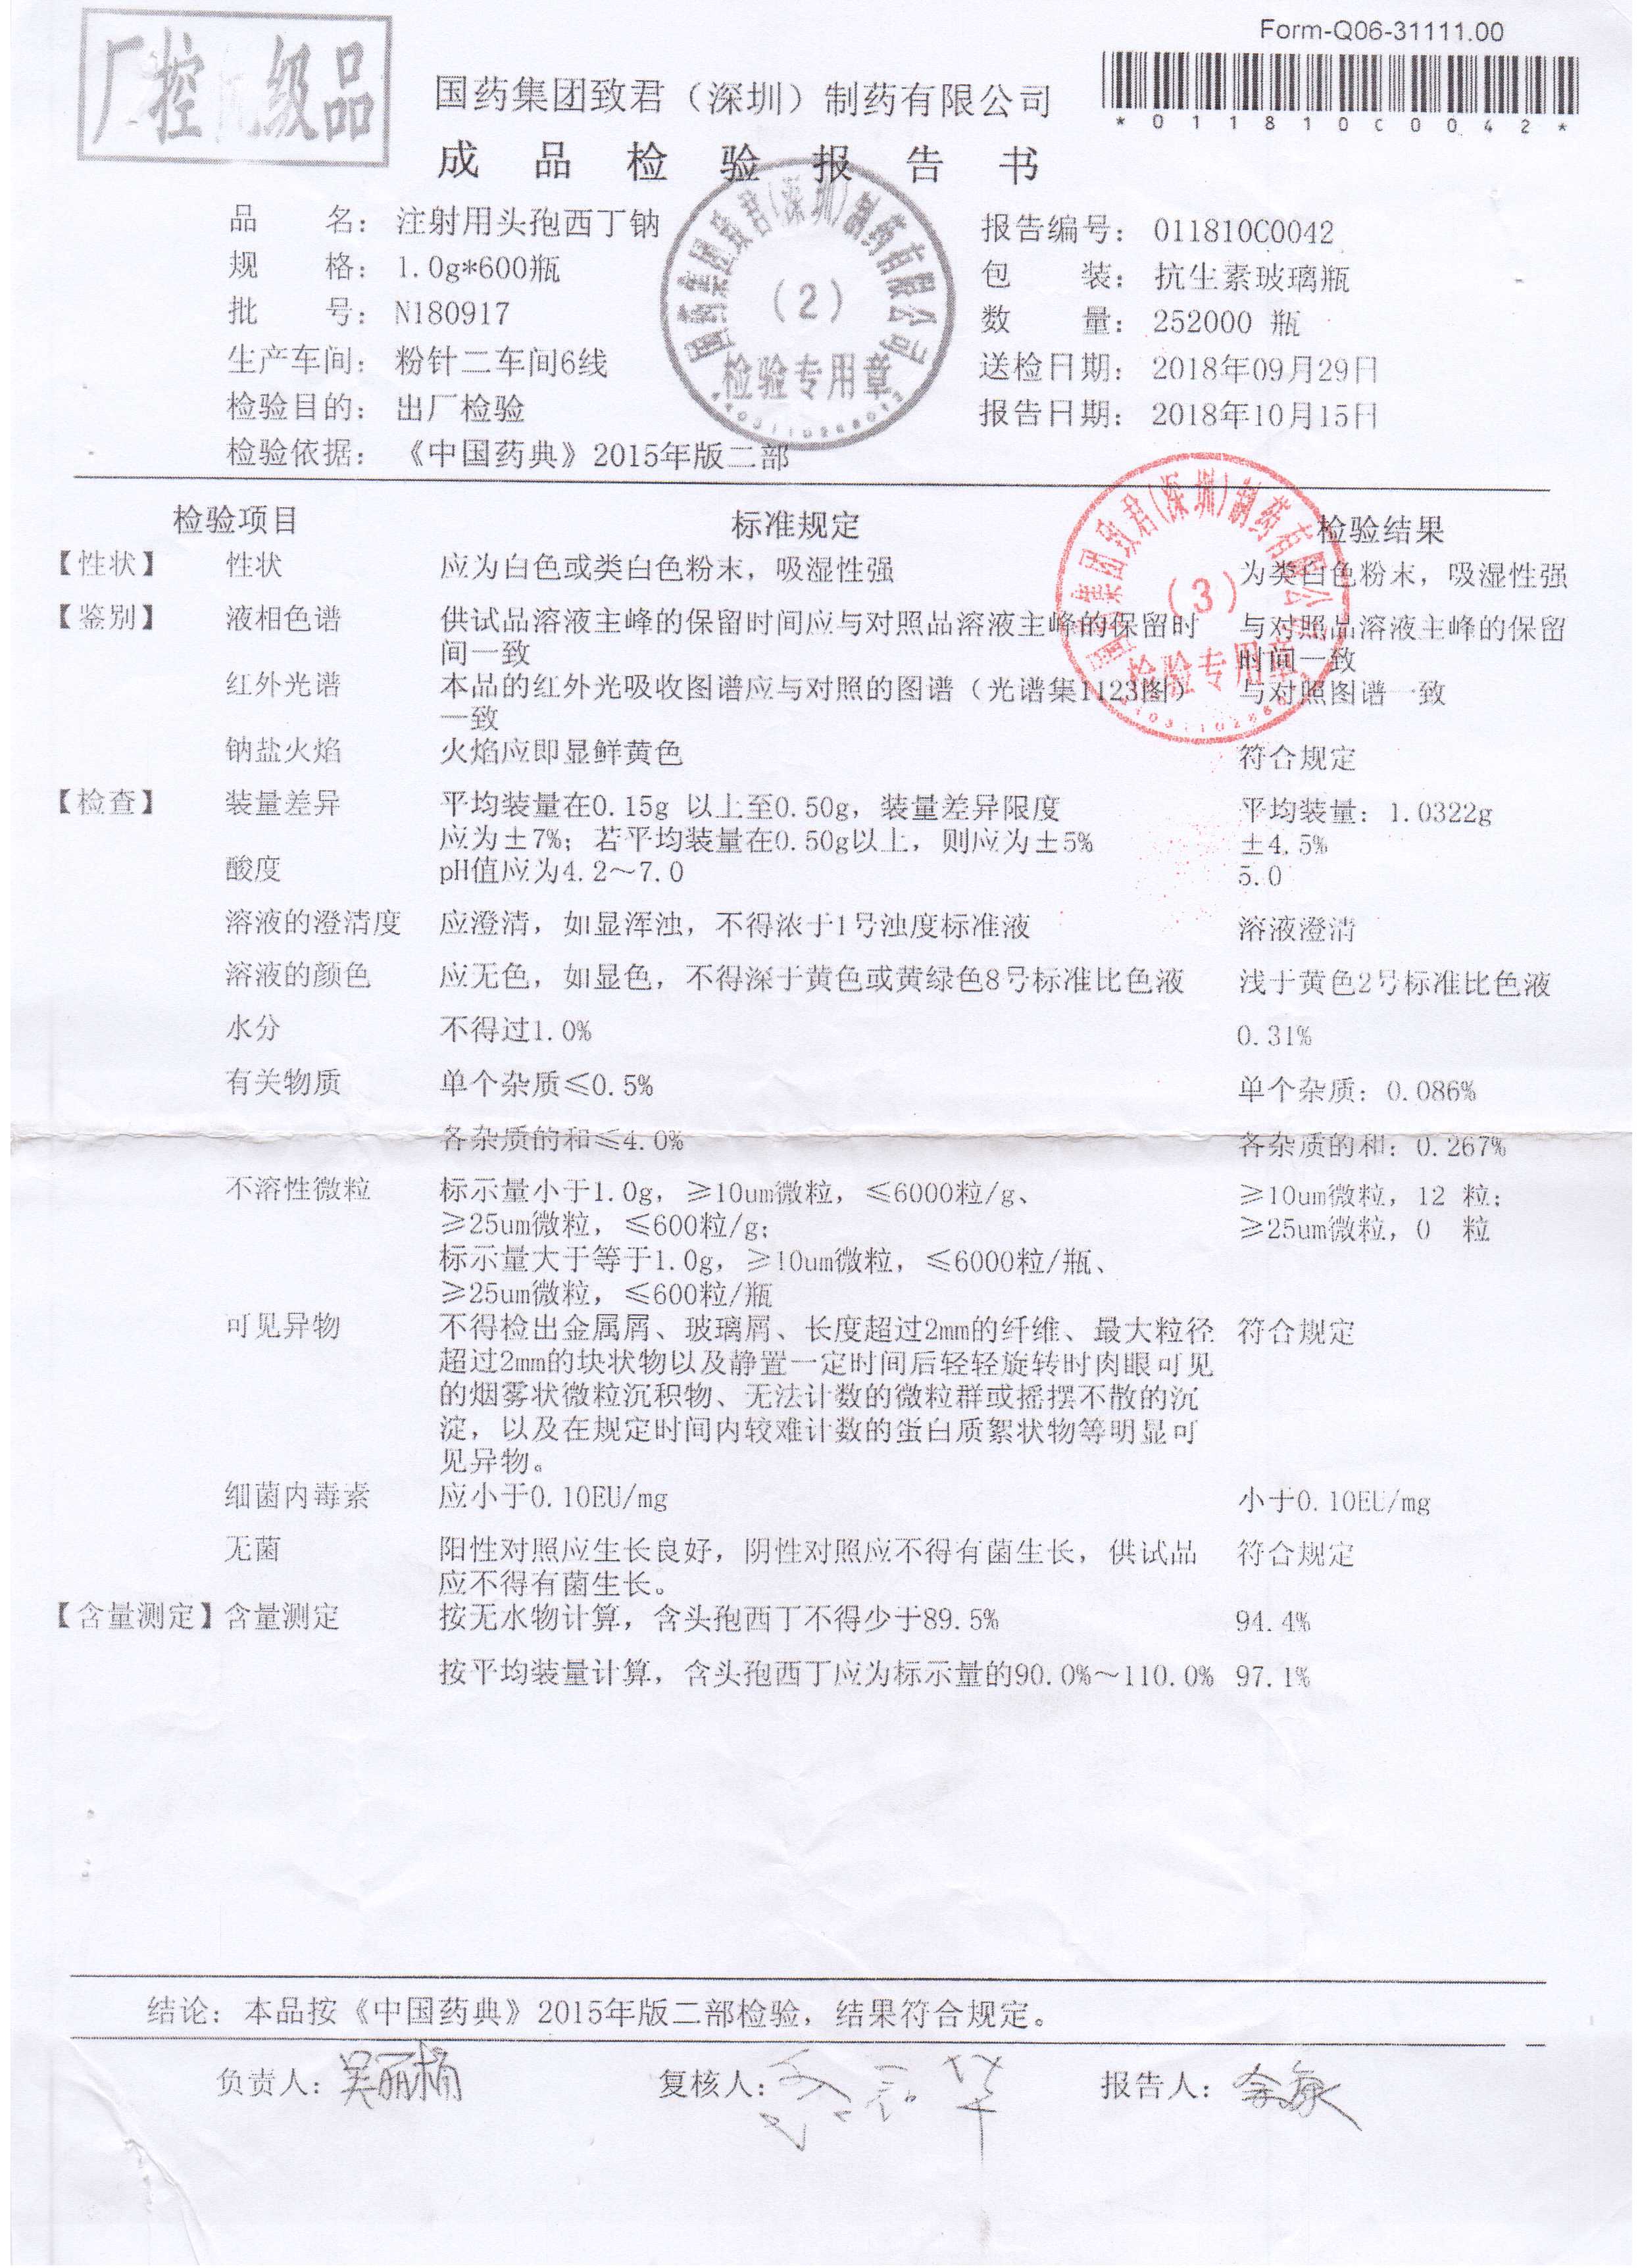 Form-Q06-31111.00
厂控 级品
*011810C0042*
国药集团致君（深圳）制药有限公司
成品检验报告书
品 名： 注射用头孢西丁钠
报告编号： 011810C0042
规 格： 1.0g*600瓶
包 装： 抗生素玻璃瓶
批 号： N180917
数 量： 252000 瓶
生产车间： 粉针二车间6线
送检日期： 2018年09月29日
检验目的： 出厂检验
报告日期： 2018年10月15日
检验依据： 《中国药典》2015年版二部
国药集团致君(深圳)制药有限公司
（2）
检验专用章
国药集团致君(深圳)制药有限公司
（3）
检验专用章
检验项目 标准规定 检验结果
【性状】 性状 应为白色或类白色粉末，吸湿性强 为类白色粉末，吸湿性强
【鉴别】 液相色谱 供试品溶液主峰的保留时间应与对照品溶液主峰的保留时 与对照品溶液主峰的保留
间一致 时间一致
红外光谱 本品的红外光吸收图谱应与对照的图谱（光谱集1123图） 与对照图谱一致
一致
钠盐火焰 火焰应即显鲜黄色 符合规定
【检查】 装量差异 平均装量在0.15g 以上至0.50g，装量差异限度 平均装量：1.0322g
应为±7%；若平均装量在0.50g以上，则应为±5% ±4.5%
酸度 pH值应为4.2～7.0 5.0
溶液的澄清度 应澄清，如显浑浊，不得浓于1号浊度标准液 溶液澄清
溶液的颜色 应无色，如显色，不得深于黄色或黄绿色8号标准比色液 浅于黄色2号标准比色液
水分 不得过1.0% 0.31%
有关物质 单个杂质≤0.5% 单个杂质：0.086%
各杂质的和≤4.0% 各杂质的和：0.267%
不溶性微粒 标示量小于1.0g，≥10um微粒，≤6000粒/g、 ≥10um微粒，12 粒；
≥25um微粒，≤600粒/g； ≥25um微粒，0 粒
标示量大于等于1.0g，≥10um微粒，≤6000粒/瓶、
≥25um微粒，≤600粒/瓶
可见异物 不得检出金属屑、玻璃屑、长度超过2mm的纤维、最大粒径 符合规定
超过2mm的块状物以及静置一定时间后轻轻旋转时肉眼可见
的烟雾状微粒沉积物、无法计数的微粒群或摇摆不散的沉
淀，以及在规定时间内较难计数的蛋白质絮状物等明显可
见异物。
细菌内毒素 应小于0.10EU/mg 小于0.10EU/mg
无菌 阳性对照应生长良好，阴性对照应不得有菌生长，供试品 符合规定
应不得有菌生长。
【含量测定】 含量测定 按无水物计算，含头孢西丁不得少于89.5% 94.4%
按平均装量计算，含头孢西丁应为标示量的90.0%～110.0% 97.1%
结论：本品按《中国药典》2015年版二部检验，结果符合规定。
负责人： 复核人： 报告人：